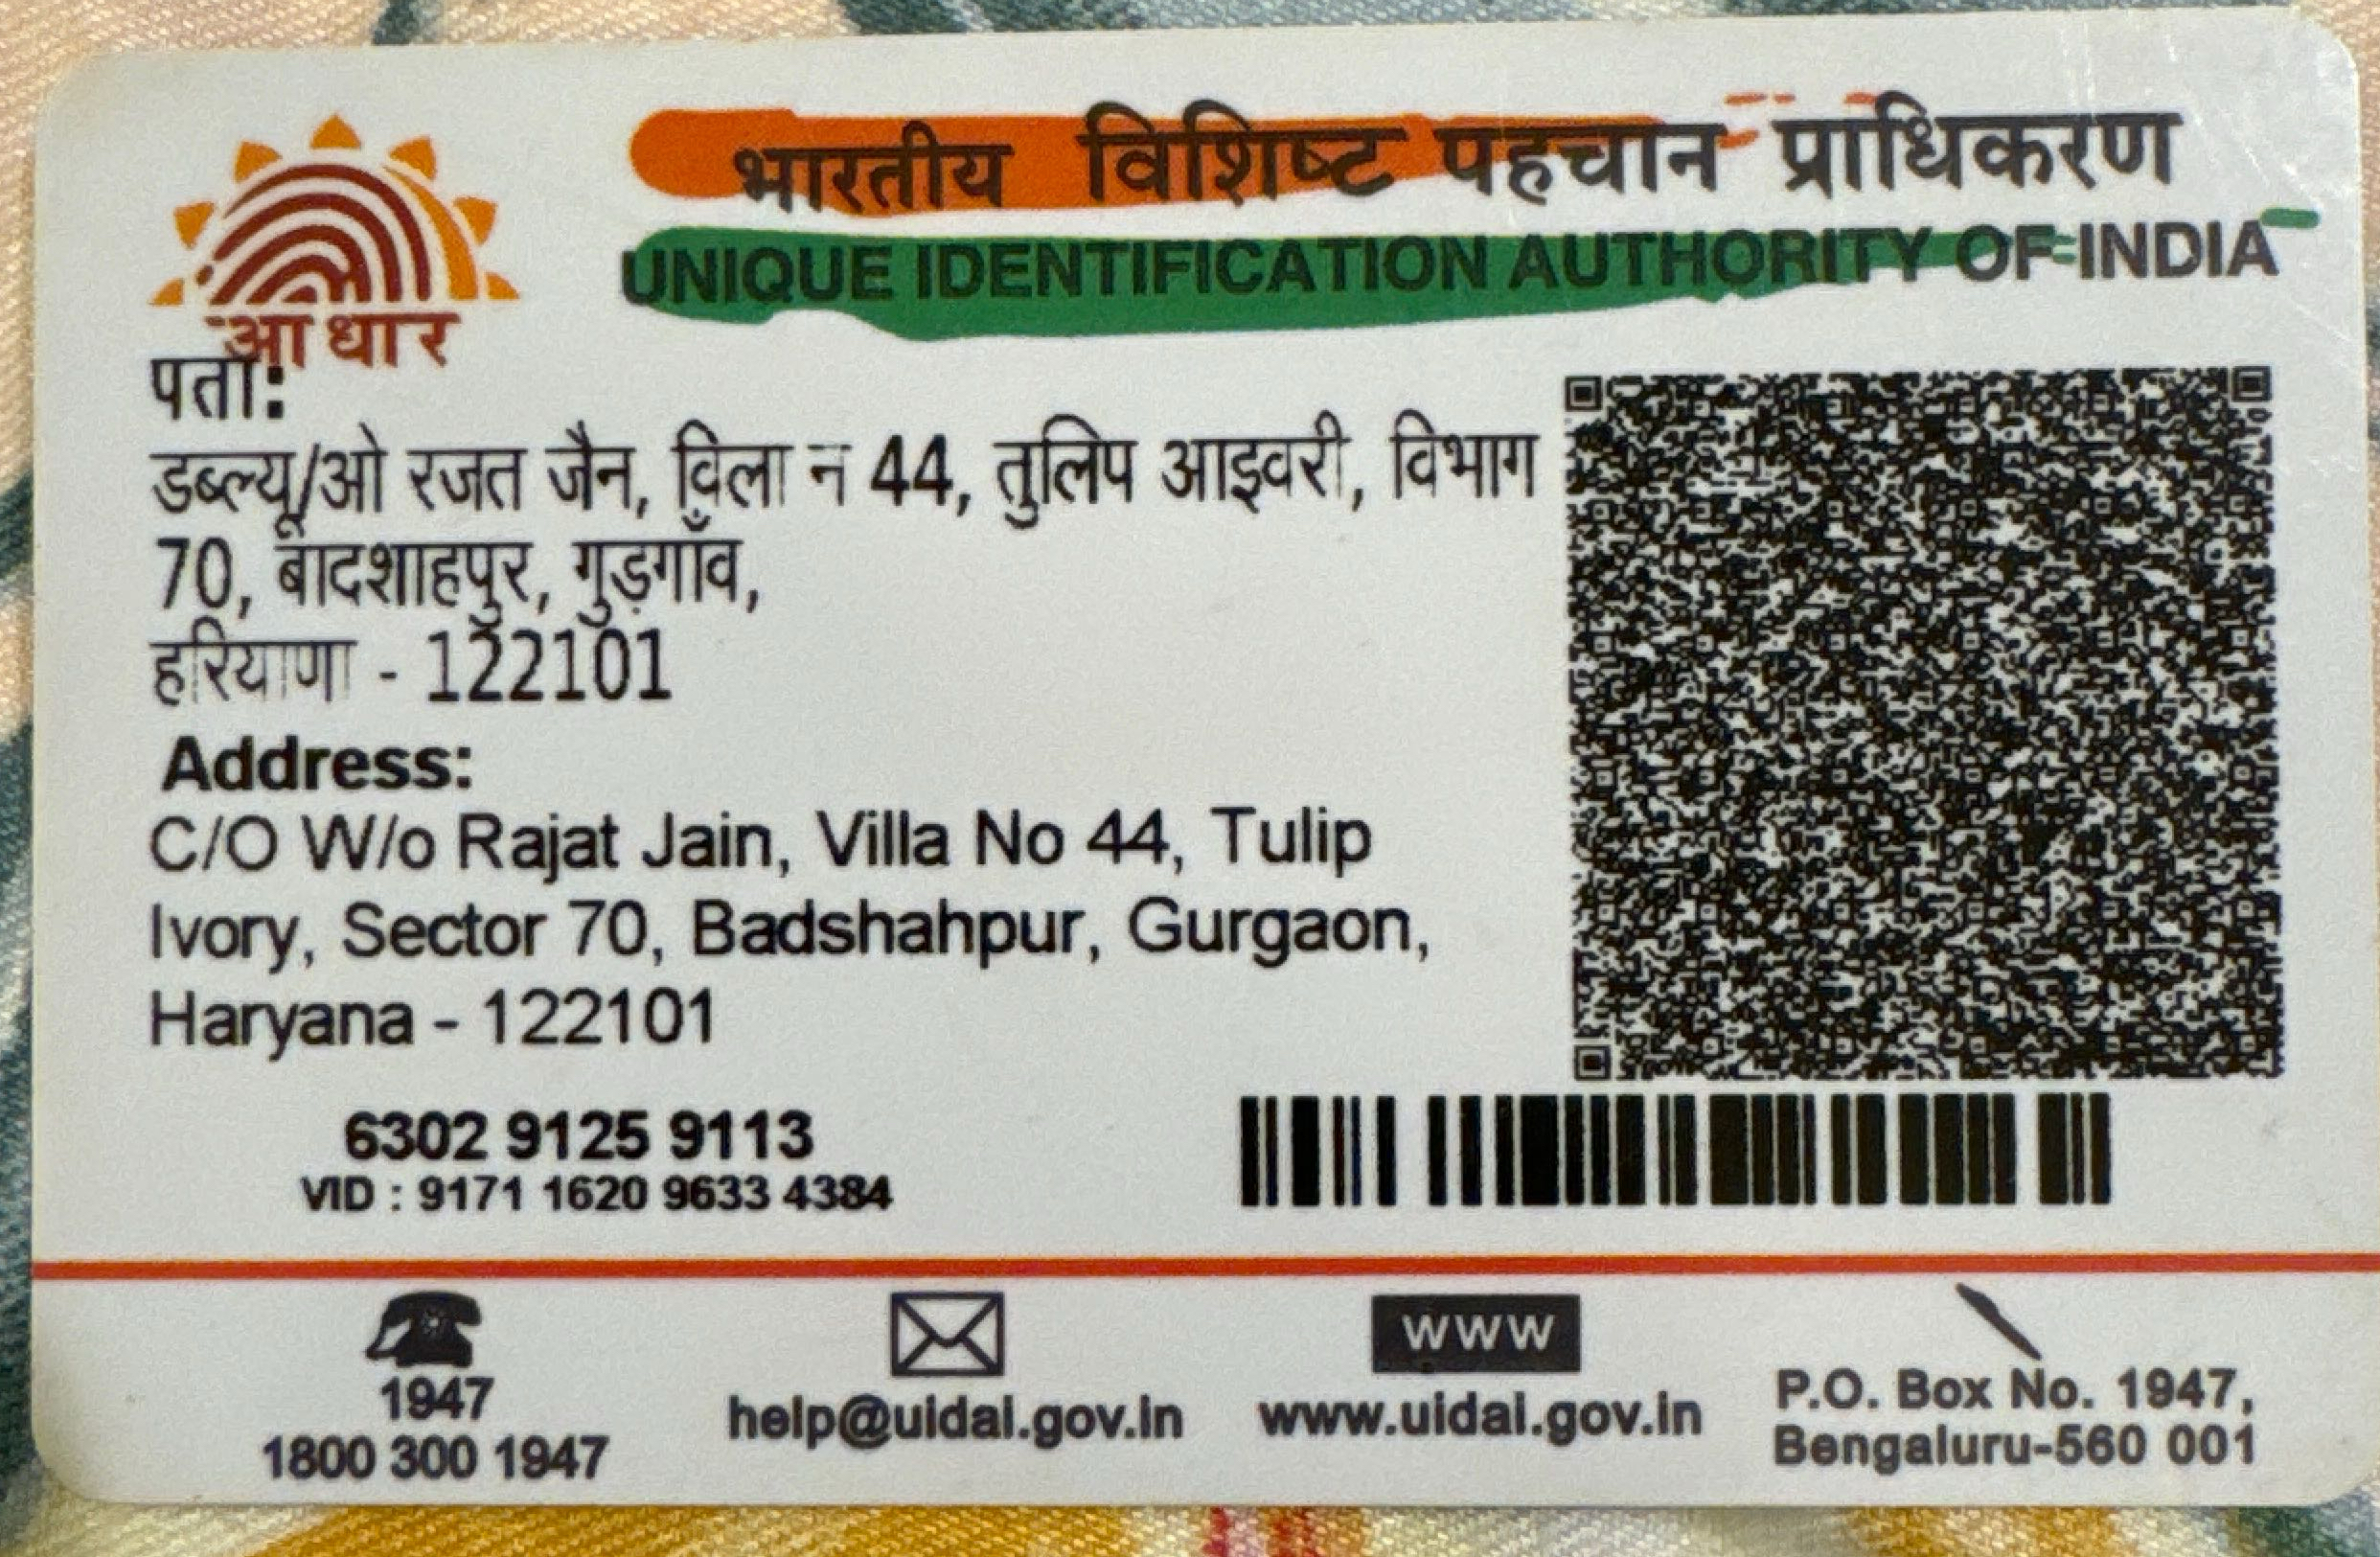 आधार
भारतीय विशिष्ट पहचान प्राधिकरण
UNIQUE IDENTIFICATION AUTHORITY OF INDIA
पता:
डब्ल्यू/ओ रजत जैन, विला न 44, तुलिप आइवरी, विभाग
70, बादशाहपुर, गुड़गाँव,
हरियाणा - 122101
Address:
C/O W/o Rajat Jain, Villa No 44, Tulip
Ivory, Sector 70, Badshahpur, Gurgaon,
Haryana - 122101
6302 9125 9113
VID : 9171 1620 9633 4384
1947
1800 300 1947
help@uidai.gov.in
www
www.uidai.gov.in
P.O. Box No. 1947,
Bengaluru-560 001